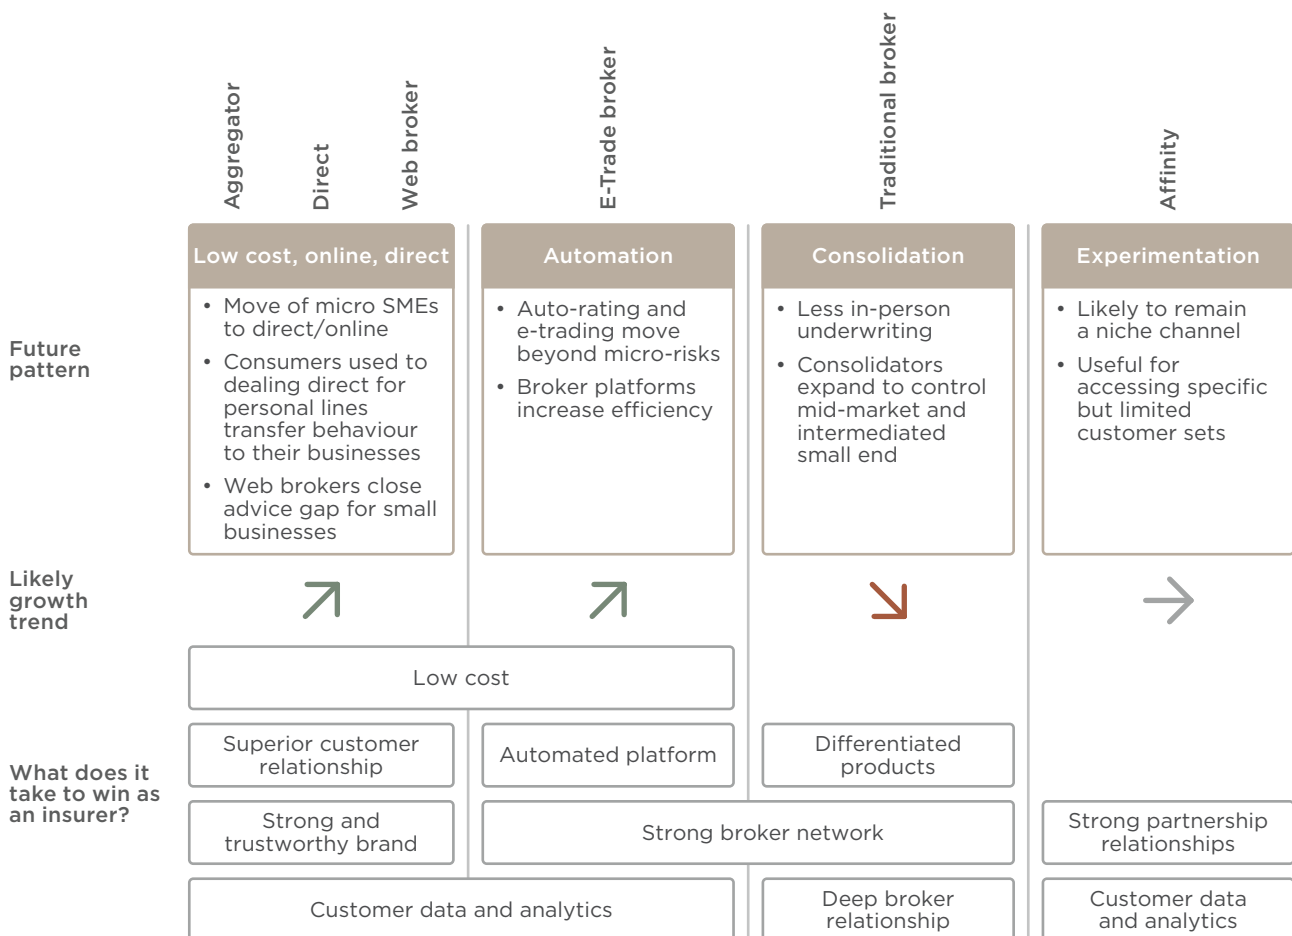 Aggregator
Direct
Web broker
E-Trade broker
Traditional broker
Affinity
Low cost, online, direct
Automation
Consolidation
Experimentation
Future
pattern
• Move of micro SMEs
to direct/online
• Consumers used to
dealing direct for
personal lines
transfer behaviour
to their businesses
• Web brokers close
advice gap for small
businesses
• Auto-rating and
e-trading move
beyond micro-risks
• Broker platforms
increase efficiency
• Less in-person
underwriting
• Consolidators
expand to control
mid-market and
intermediated
small end
• Likely to remain
a niche channel
• Useful for
accessing specific
but limited
customer sets
Likely
growth
trend
What does it
take to win as
an insurer?
Low cost
Superior customer
relationship
Automated platform
Differentiated
products
Strong and
trustworthy brand
Strong broker network
Strong partnership
relationships
Customer data and analytics
Deep broker
relationship
Customer data
and analytics